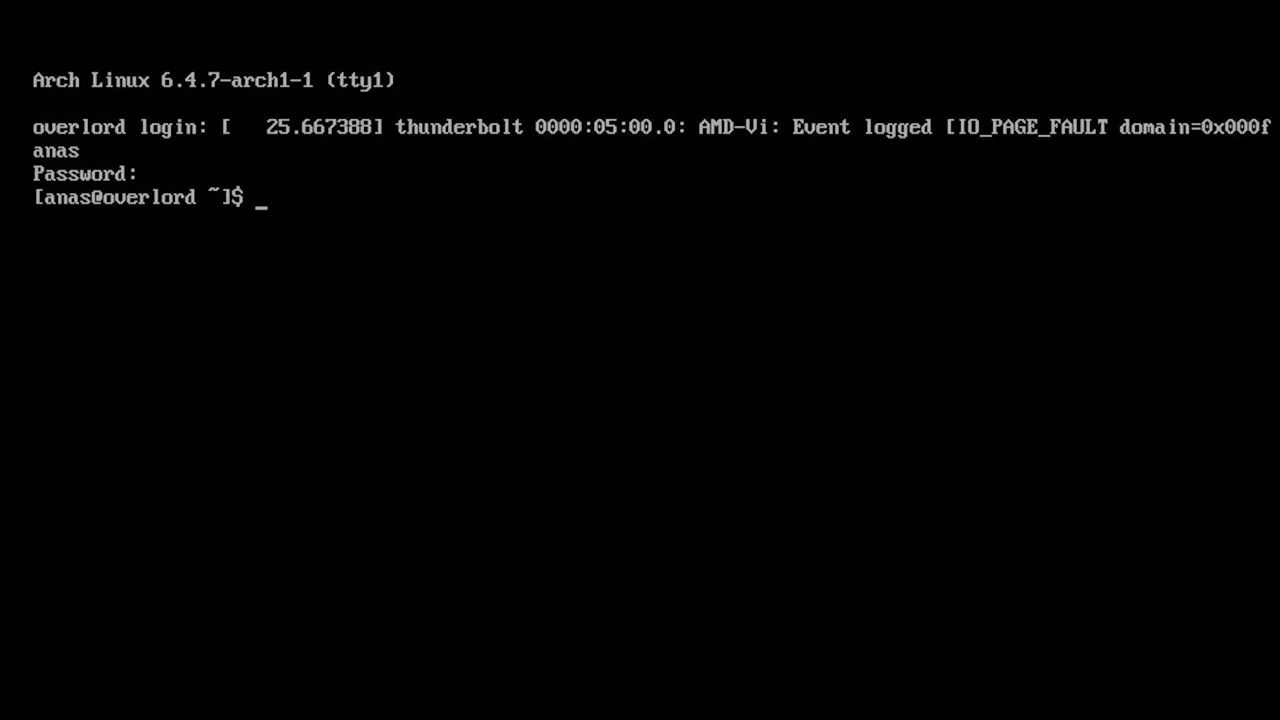 Arch Linux 6.4.7-arch1-1 (tty1)
overlord login: [   25.667388] thunderbolt 0000:05:00.0: AMD-Vi: Event logged [IO_PAGE_FAULT domain=0x000f
anas
Password:
[anas@overlord ~]$ _